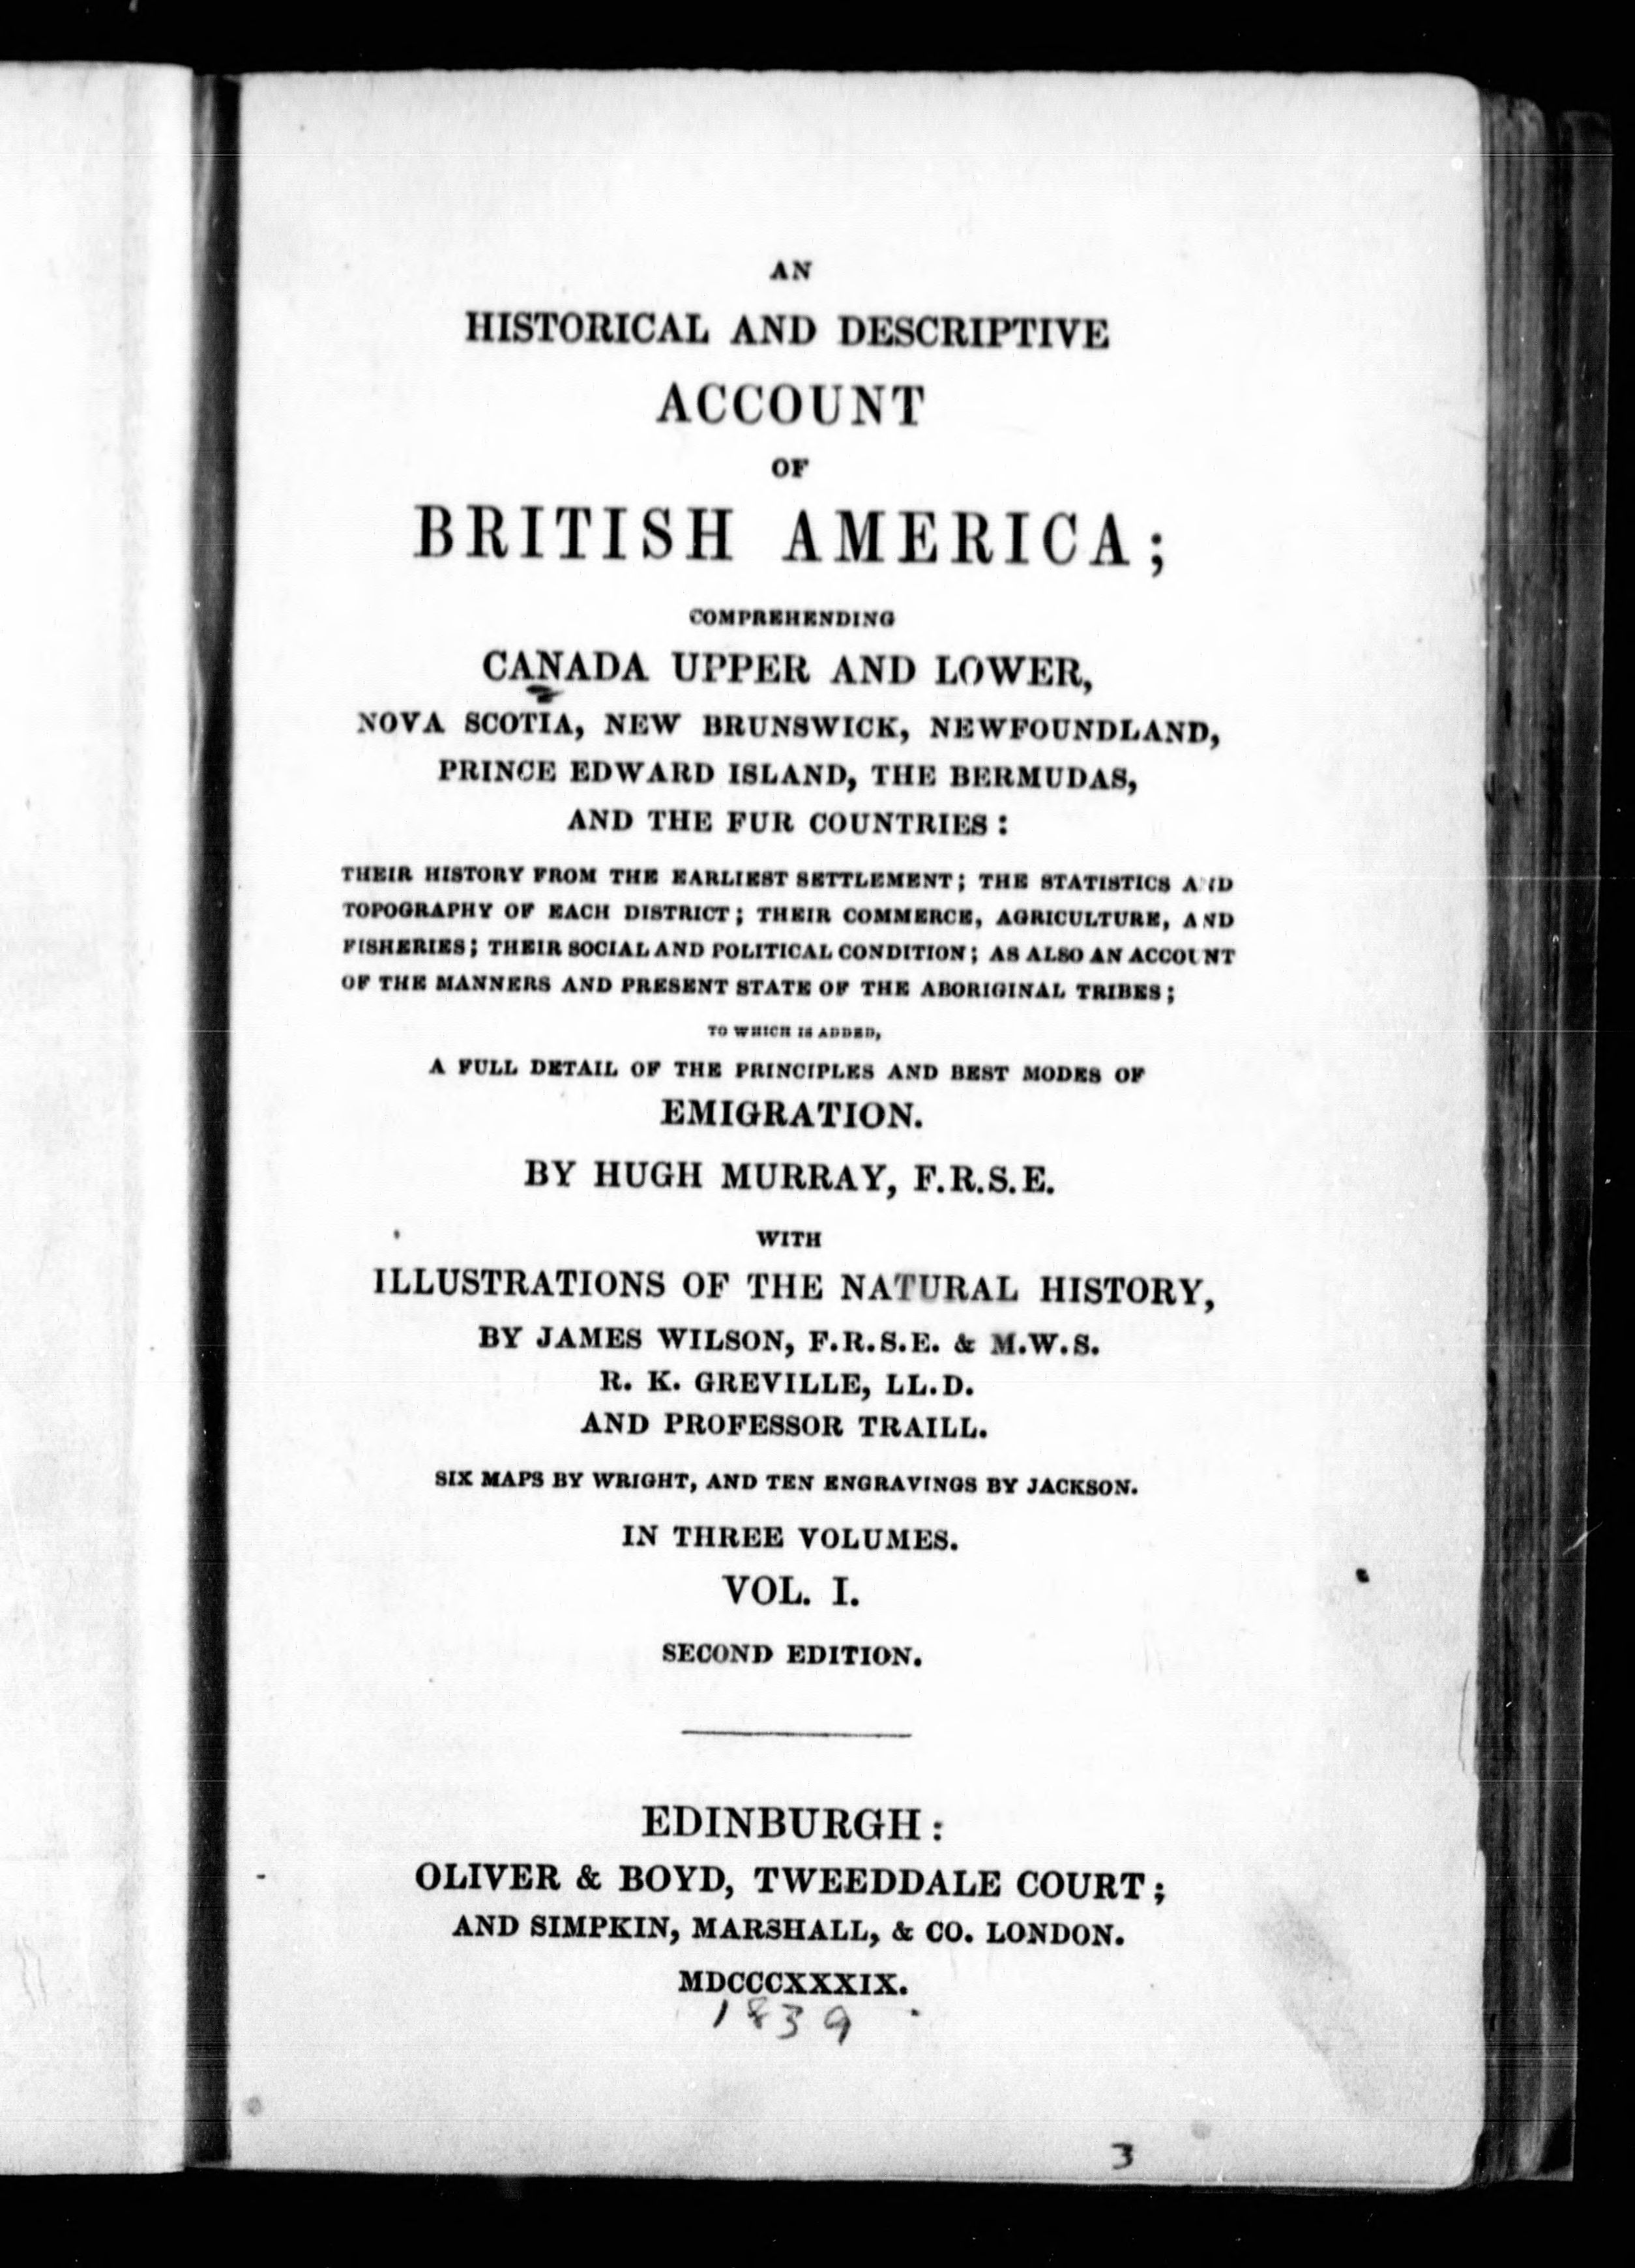 AN
HISTORICAL AND DESCRIPTIVE
ACCOUNT
OF
BRITISH AMERICA;
COMPREHENDING
CANADA UPPER AND LOWER,
NOVA SCOTIA, NEW BRUNSWICK, NEWFOUNDLAND,
PRINCE EDWARD ISLAND, THE BERMUDAS,
AND THE FUR COUNTRIES:
THEIR HISTORY FROM THE EARLIEST SETTLEMENT; THE STATISTICS AND
TOPOGRAPHY OF EACH DISTRICT; THEIR COMMERCE, AGRICULTURE, AND
FISHERIES; THEIR SOCIAL AND POLITICAL CONDITION; AS ALSO AN ACCOUNT
OF THE MANNERS AND PRESENT STATE OF THE ABORIGINAL TRIBES;
TO WHICH IS ADDED,
A FULL DETAIL OF THE PRINCIPLES AND BEST MODES OF
EMIGRATION.
BY HUGH MURRAY, F.R.S.E.
WITH
ILLUSTRATIONS OF THE NATURAL HISTORY,
BY JAMES WILSON, F.R.S.E. & M.W.S.
R. K. GREVILLE, LL.D.
AND PROFESSOR TRAILL.
SIX MAPS BY WRIGHT, AND TEN ENGRAVINGS BY JACKSON.
IN THREE VOLUMES.
VOL. I.
SECOND EDITION.
EDINBURGH:
OLIVER & BOYD, TWEEDDALE COURT;
AND SIMPKIN, MARSHALL, & CO. LONDON.
MDCCCXXXIX.
1839
3